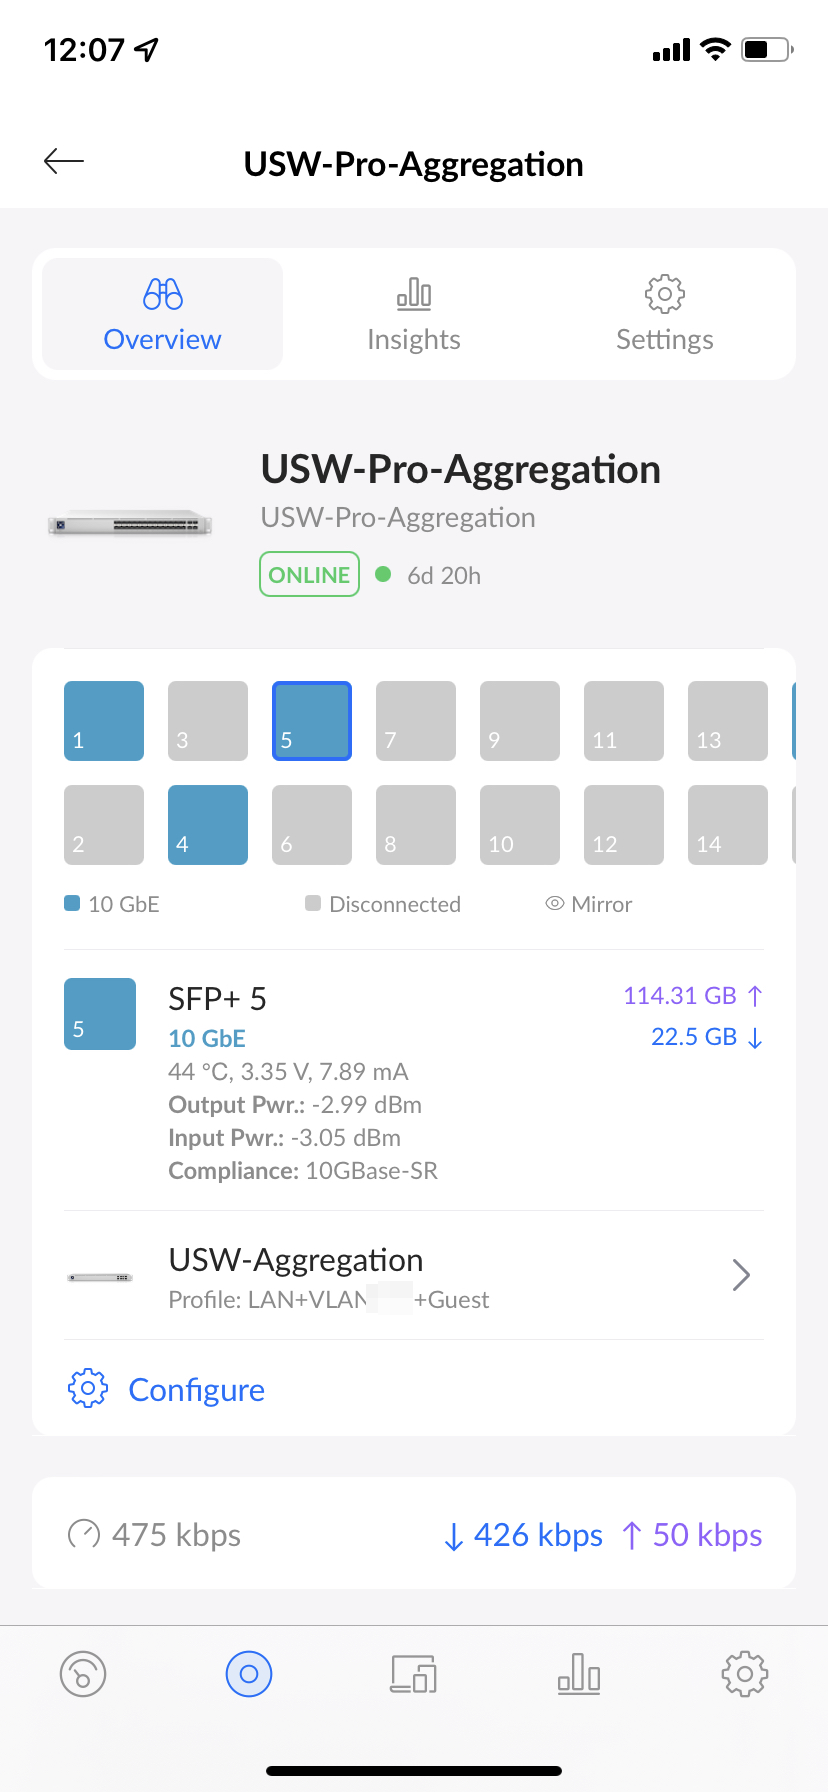 12:07
USW-Pro-Aggregation
Overview
Insights
Settings
USW-Pro-Aggregation
USW-Pro-Aggregation
ONLINE 6d 20h
1 3 5 7 9 11 13
2 4 6 8 10 12 14
10 GbE Disconnected Mirror
5
SFP+ 5
114.31 GB ↑
10 GbE
22.5 GB ↓
44 °C, 3.35 V, 7.89 mA
Output Pwr.: -2.99 dBm
Input Pwr.: -3.05 dBm
Compliance: 10GBase-SR
USW-Aggregation
Profile: LAN+VLAN +Guest
Configure
475 kbps ↓ 426 kbps ↑ 50 kbps